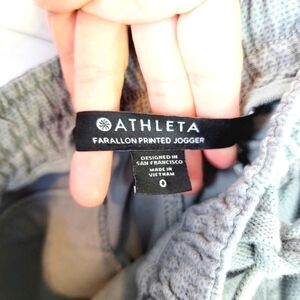 ATHLETA
FARALLON PRINTED JOGGER
DESIGNED IN
SAN FRANCISCO
MADE IN
VIETNAM
0